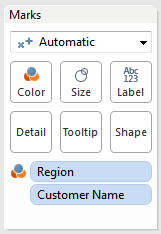 Marks
Automatic
Color
Size
Abc
123
Label
Detail
Tooltip
Shape
Region
Customer Name